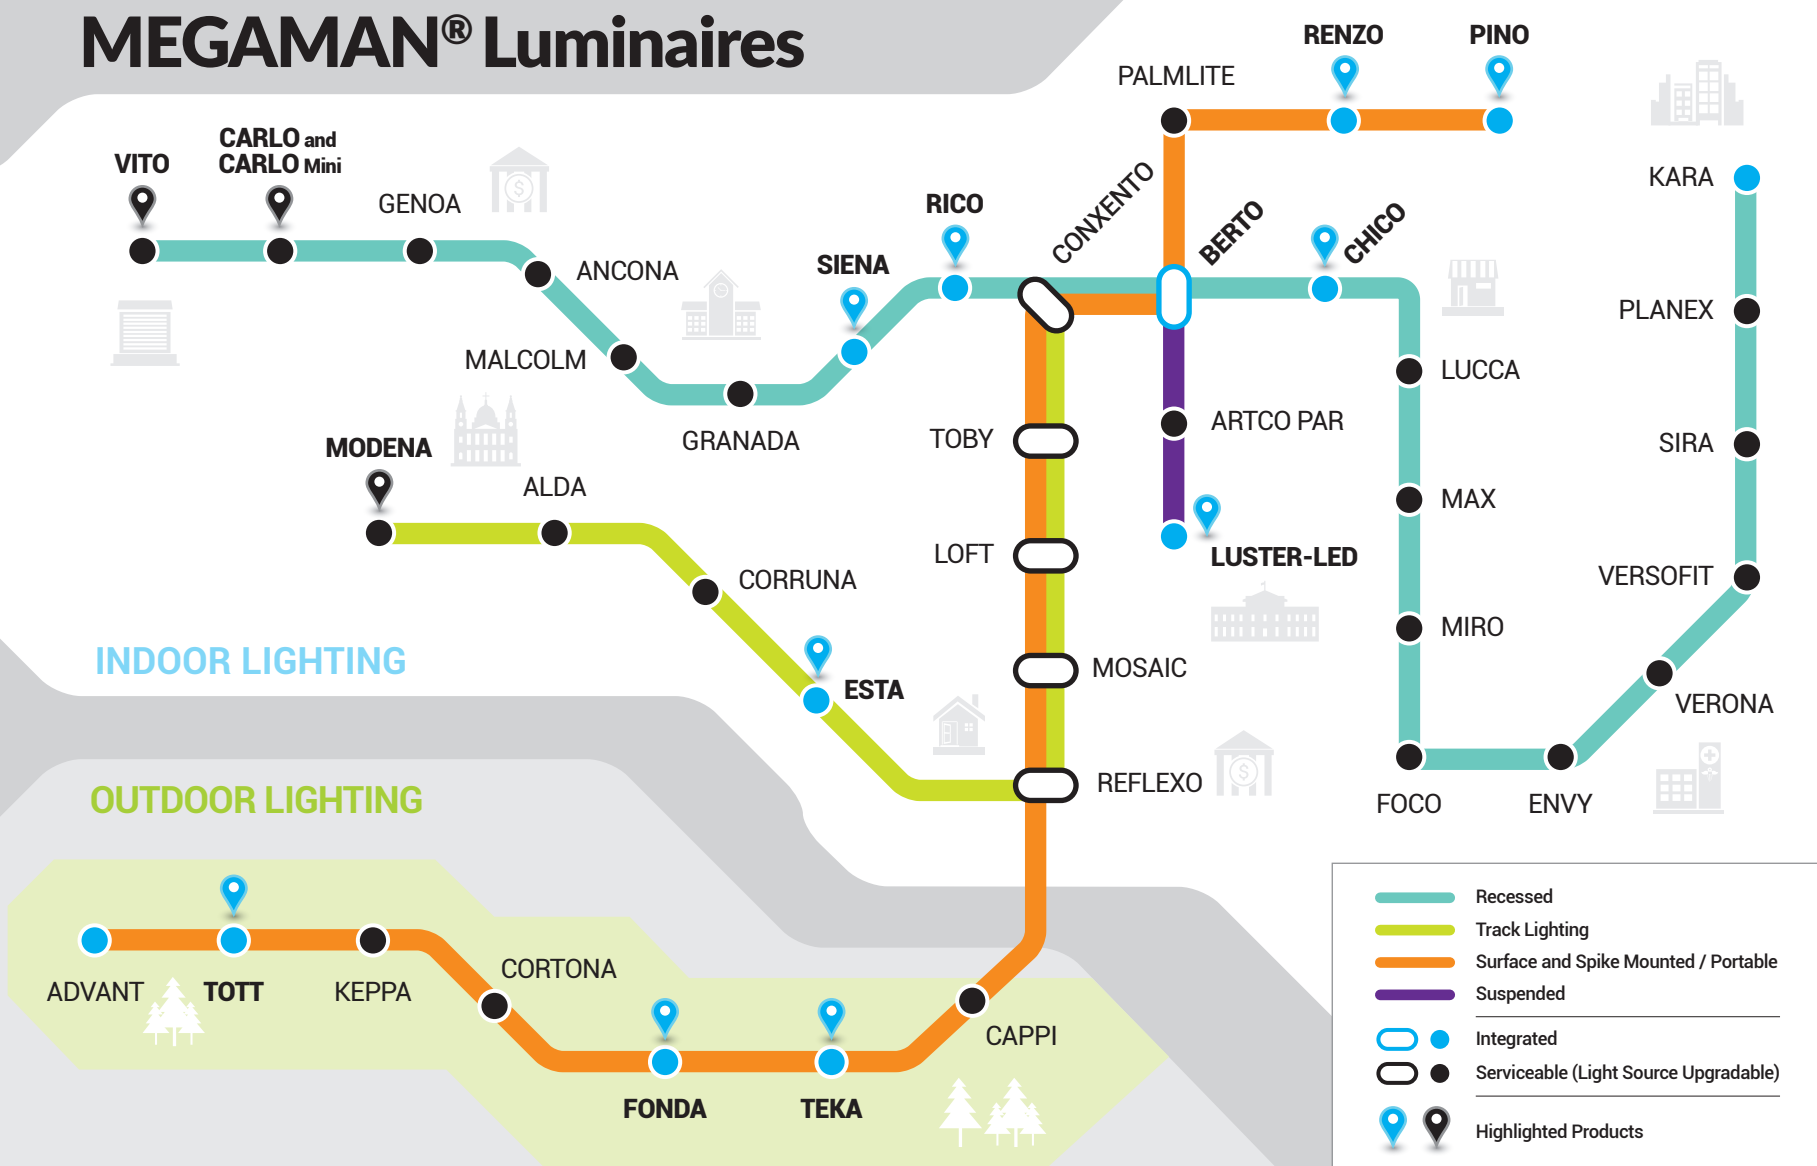 MEGAMAN® Luminaires
RENZO
PINO
PALMLITE
CARLO and
CARLO Mini
VITO
GENOA
KARA
RICO
CONXENTO
BERTO
CHICO
ANCONA
SIENA
PLANEX
MALCOLM
LUCCA
GRANADA
TOBY
ARTCO PAR
SIRA
MODENA
ALDA
MAX
LOFT
LUSTER-LED
CORRUNA
VERSOFIT
MIRO
INDOOR LIGHTING
MOSAIC
ESTA
VERONA
REFLEXO
OUTDOOR LIGHTING
FOCO
ENVY
ADVANT
TOTT
KEPPA
CORTONA
CAPPI
FONDA
TEKA
Recessed
Track Lighting
Surface and Spike Mounted / Portable
Suspended
Integrated
Serviceable (Light Source Upgradable)
Highlighted Products